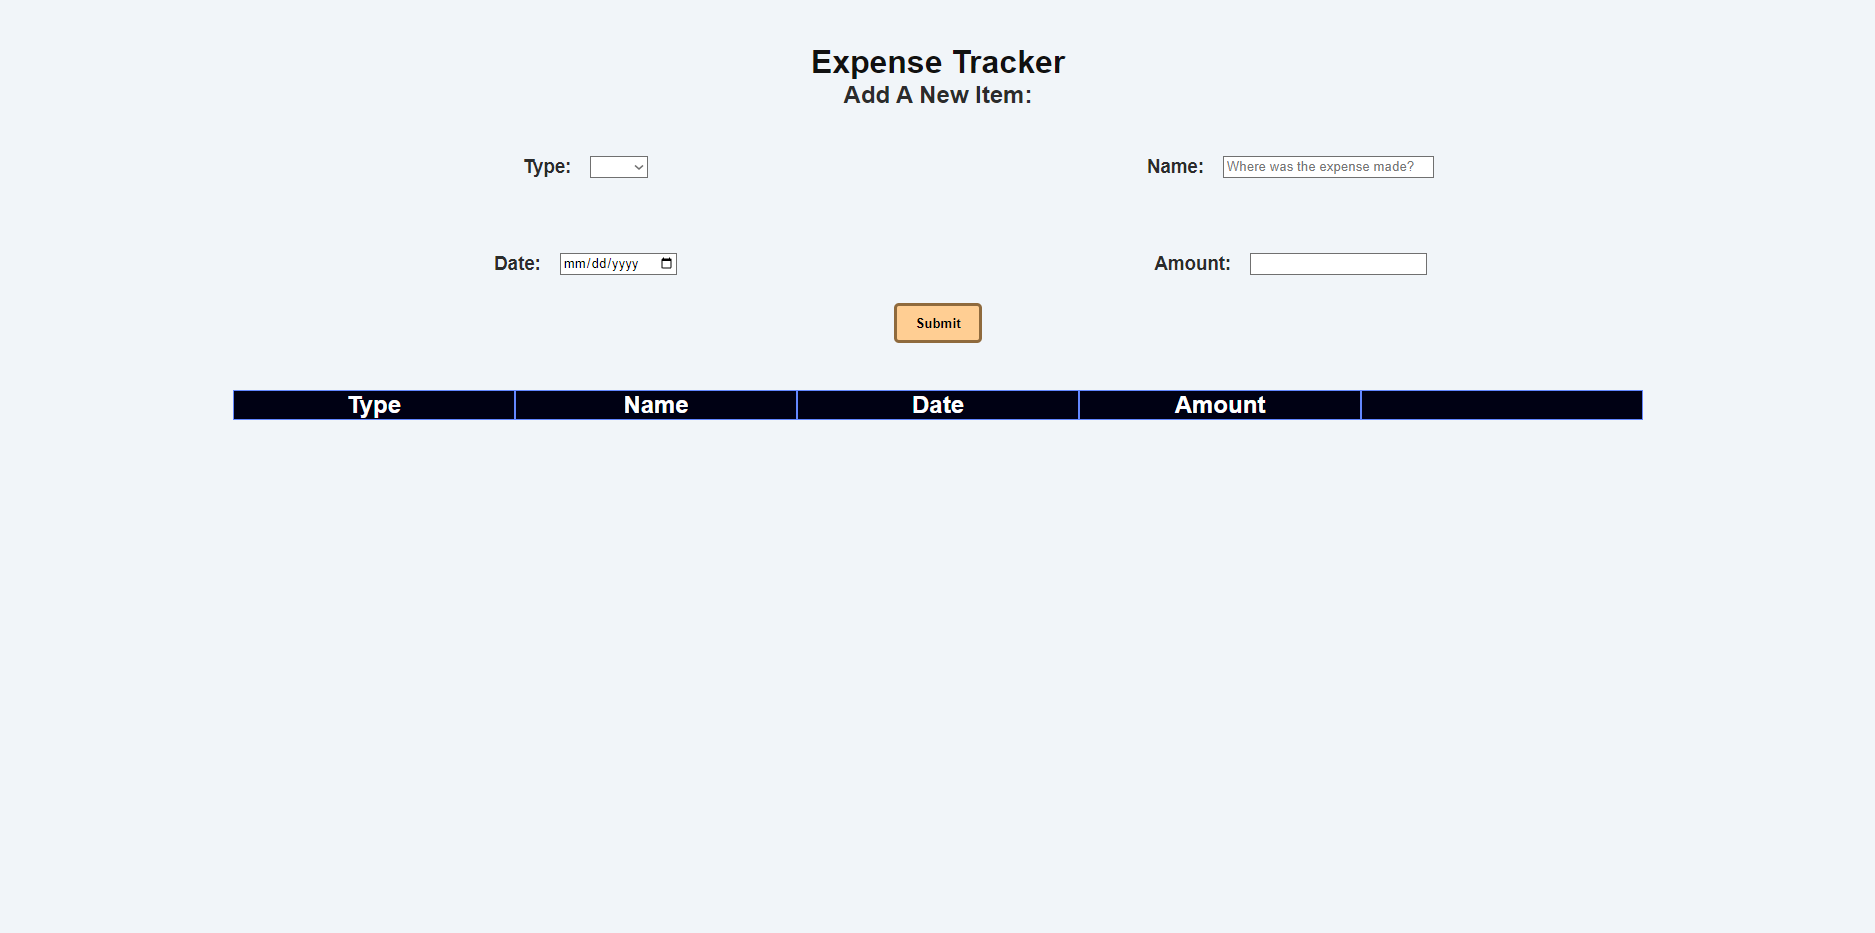 Expense Tracker
Add A New Item:
Type: Name: Where was the expense made?
Date: mm/dd/yyyy Amount:
Submit
Type Name Date Amount